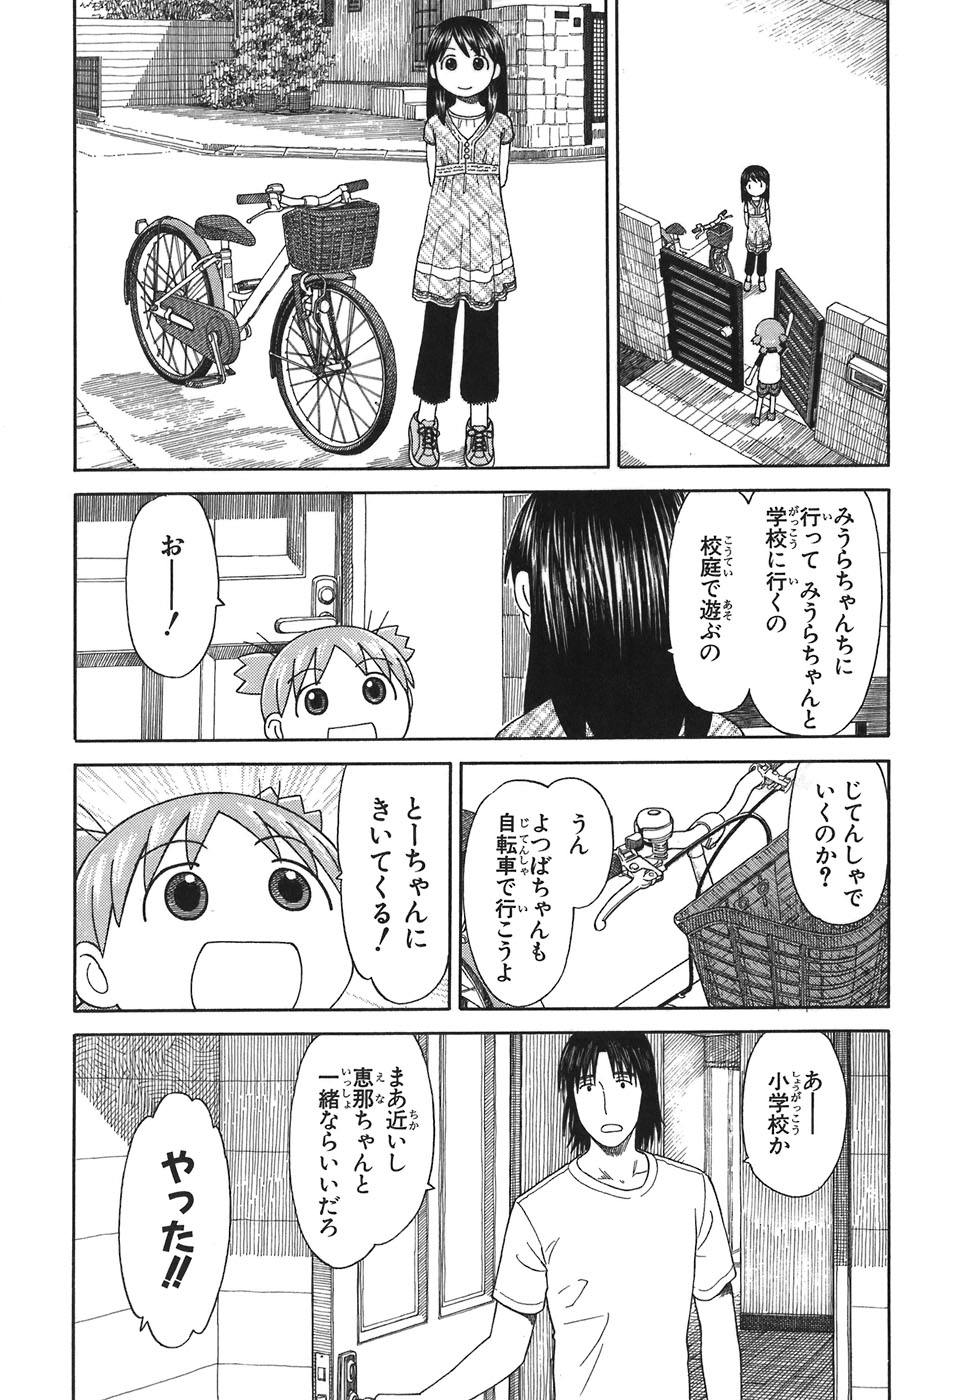 みうらちゃんちに
行って みうらちゃんと
学校に行くの
校庭で遊ぶの
おー！
じてんしゃで
いくのか？
うん
よつばちゃんも
自転車で行こうよ
とーちゃんに
きいてくる！
あー
小学校か
まあ近いし
恵那ちゃんと
一緒ならいいだろ
やった!!